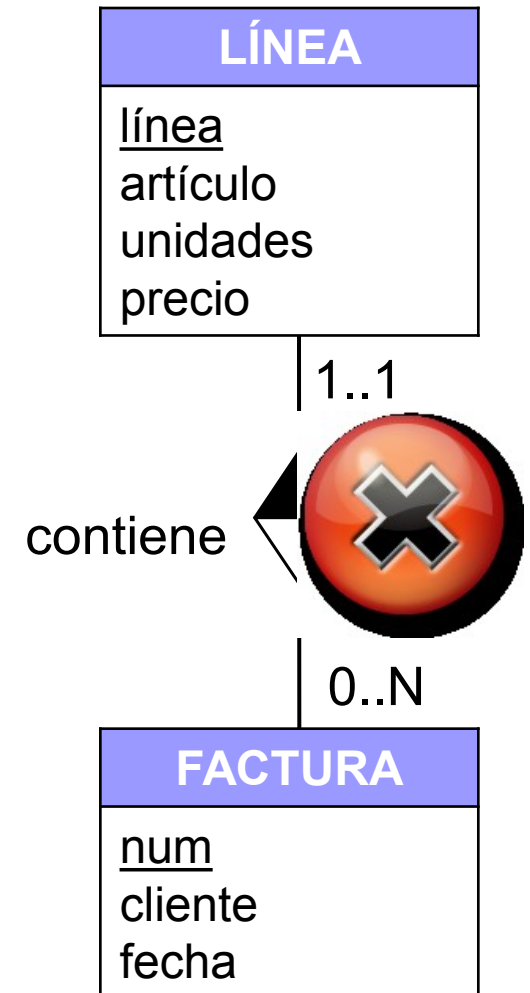 LÍNEA
línea
artículo
unidades
precio
1..1
contiene
0..N
FACTURA
num
cliente
fecha